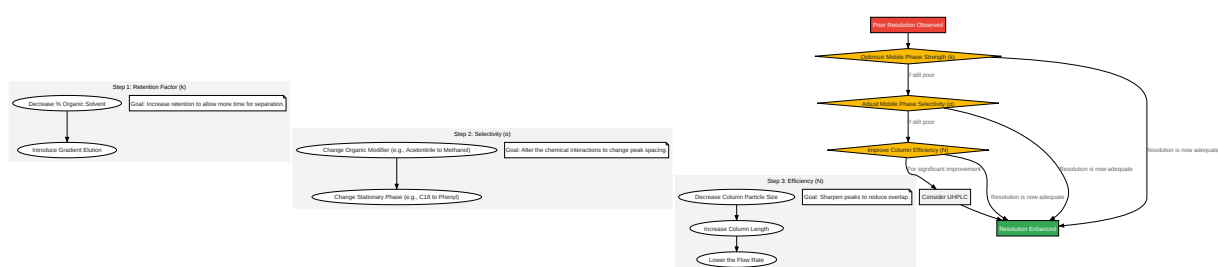 Poor Resolution Observed
Optimize Mobile Phase Strength (k)
If still poor
Step 1: Retention Factor (k)
Decrease % Organic Solvent
Goal: Increase retention to allow more time for separation.
Introduce Gradient Elution
Adjust Mobile Phase Selectivity (α)
If still poor
Step 2: Selectivity (α)
Change Organic Modifier (e.g., Acetonitrile to Methanol)
Goal: Alter the chemical interactions to change peak spacing.
Change Stationary Phase (e.g., C18 to Phenyl)
Improve Column Efficiency (N)
Resolution is now adequate
For significant improvement
Resolution is now adequate
Step 3: Efficiency (N)
Decrease Column Particle Size
Goal: Sharpen peaks to reduce overlap.
Consider UHPLC
Resolution is now adequate
Increase Column Length
Resolution Enhanced
Lower the Flow Rate